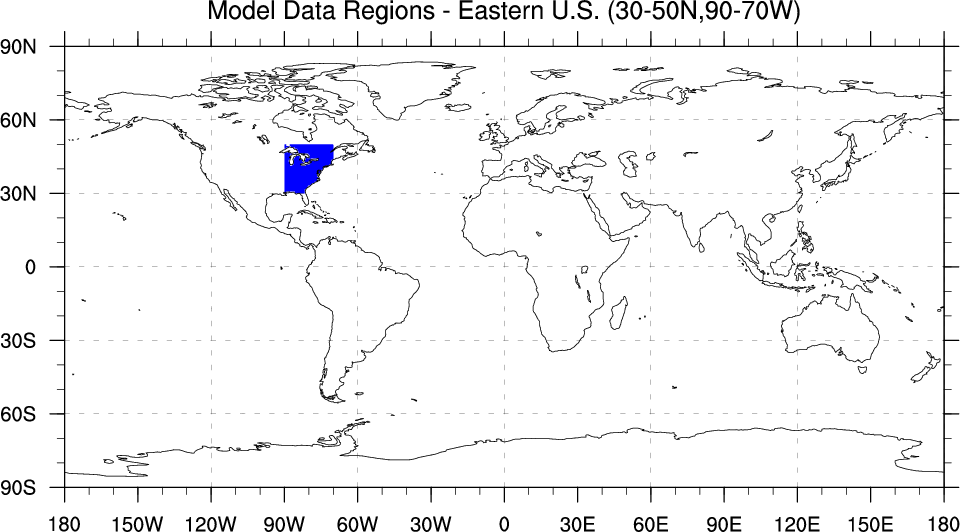 Model Data Regions - Eastern U.S. (30-50N,90-70W)
90N
60N
30N
0
30S
60S
90S
180 150W 120W 90W 60W 30W 0 30E 60E 90E 120E 150E 180